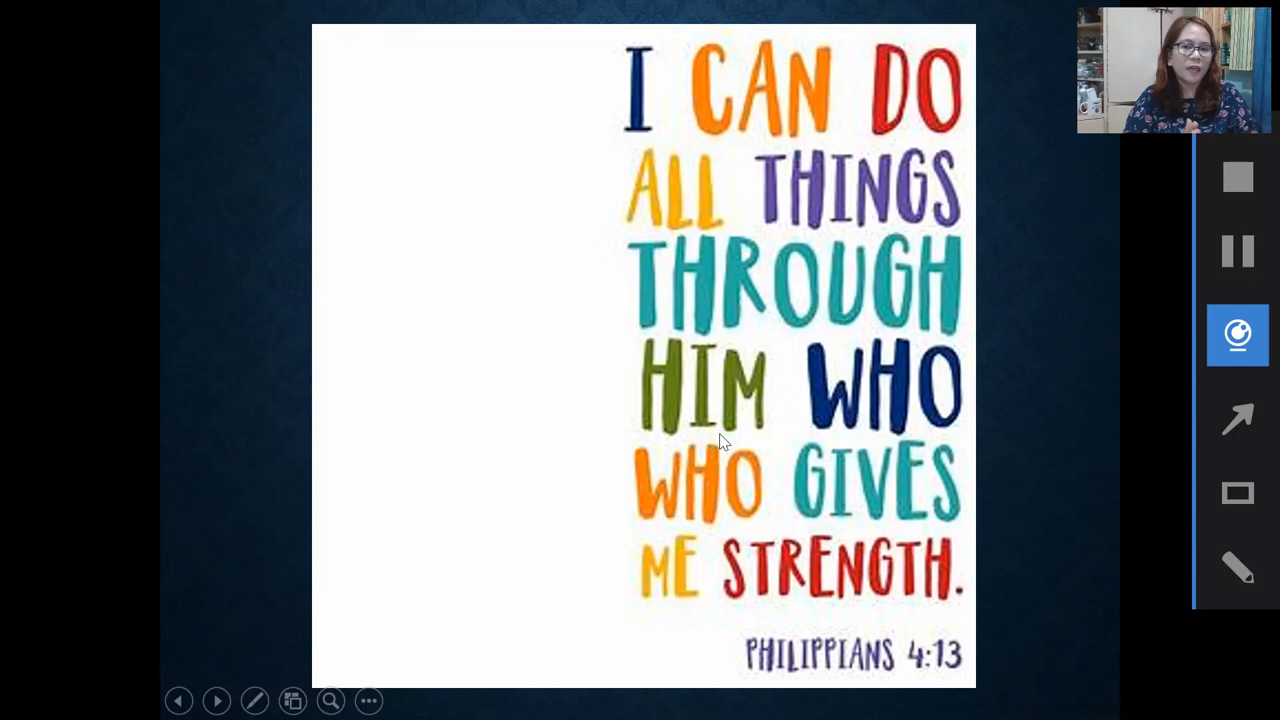 I CAN DO
ALL THINGS
THROUGH
HIM WHO
WHO GIVES
ME STRENGTH.
PHILIPPIANS 4:13